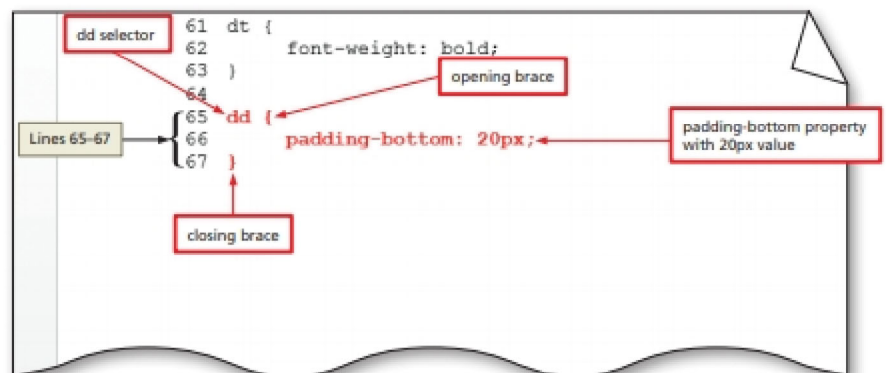 dd selector
61 dt {
62 font-weight: bold;
63 }
opening brace
64
65 dd {
Lines 65–67
66 padding-bottom: 20px;
padding-bottom property
with 20px value
67 }
closing brace